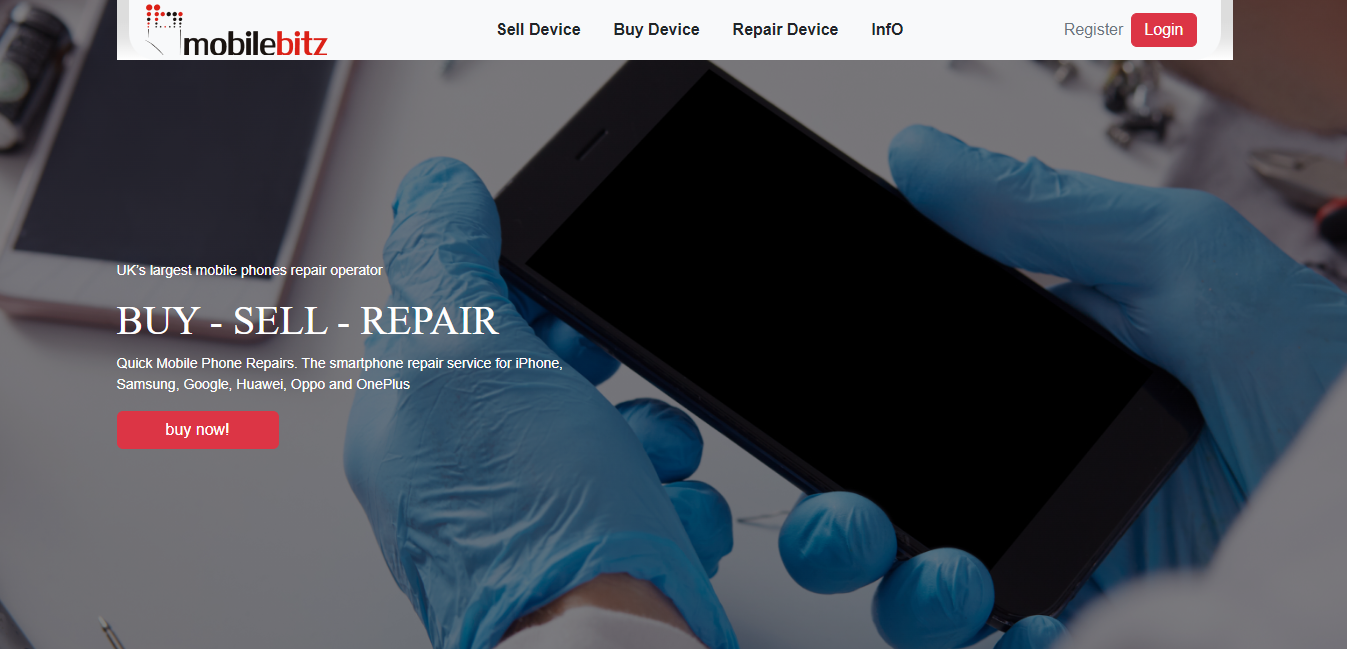 mobilebitz
Sell Device
Buy Device
Repair Device
InfO
Register
Login
UK's largest mobile phones repair operator
BUY - SELL - REPAIR
Quick Mobile Phone Repairs. The smartphone repair service for iPhone,
Samsung, Google, Huawei, Oppo and OnePlus
buy now!